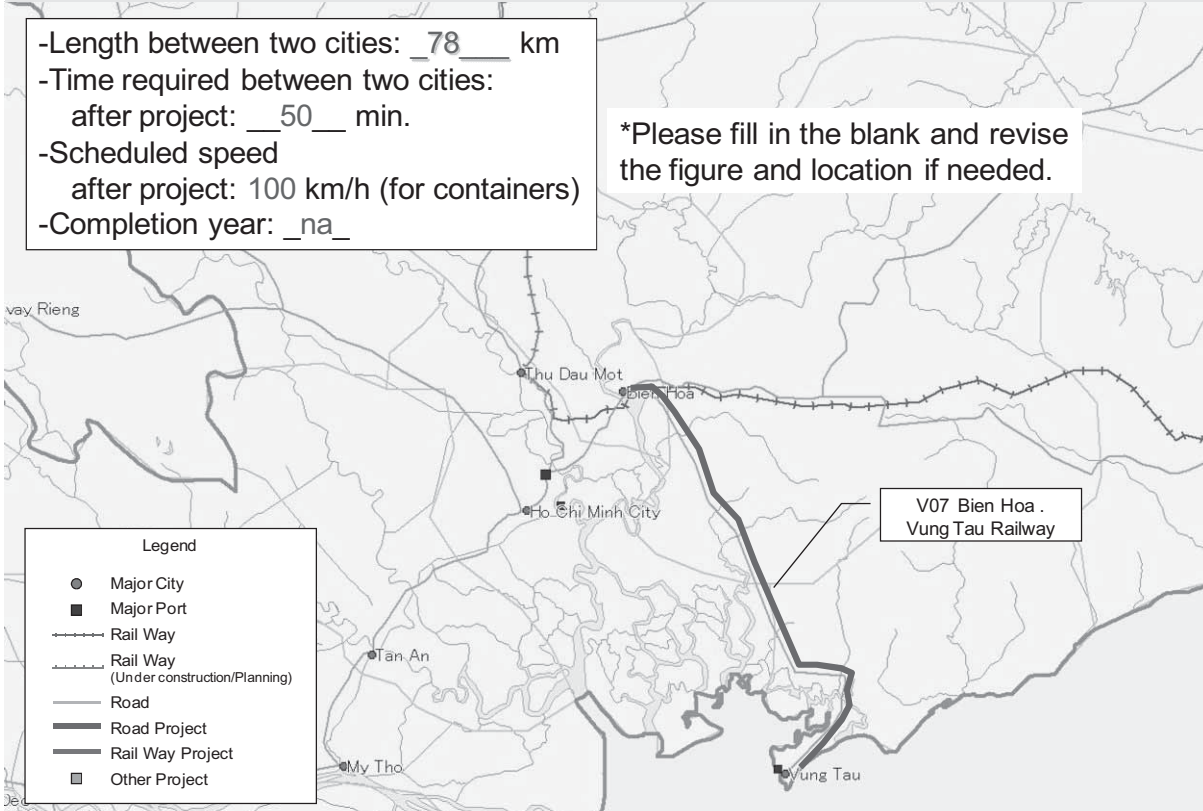 -Length between two cities: _78___ km
-Time required between two cities:
after project: __50__ min.
-Scheduled speed
after project: 100 km/h (for containers)
-Completion year: _na_
*Please fill in the blank and revise
the figure and location if needed.
vay Rieng
Thu Dau Mot
Bien Hoa
Ho Chi Minh City
V07 Bien Hoa .
Vung Tau Railway
Tan An
My Tho
Vung Tau
Legend
Major City
Major Port
Rail Way
Rail Way
(Under construction/Planning)
Road
Road Project
Rail Way Project
Other Project